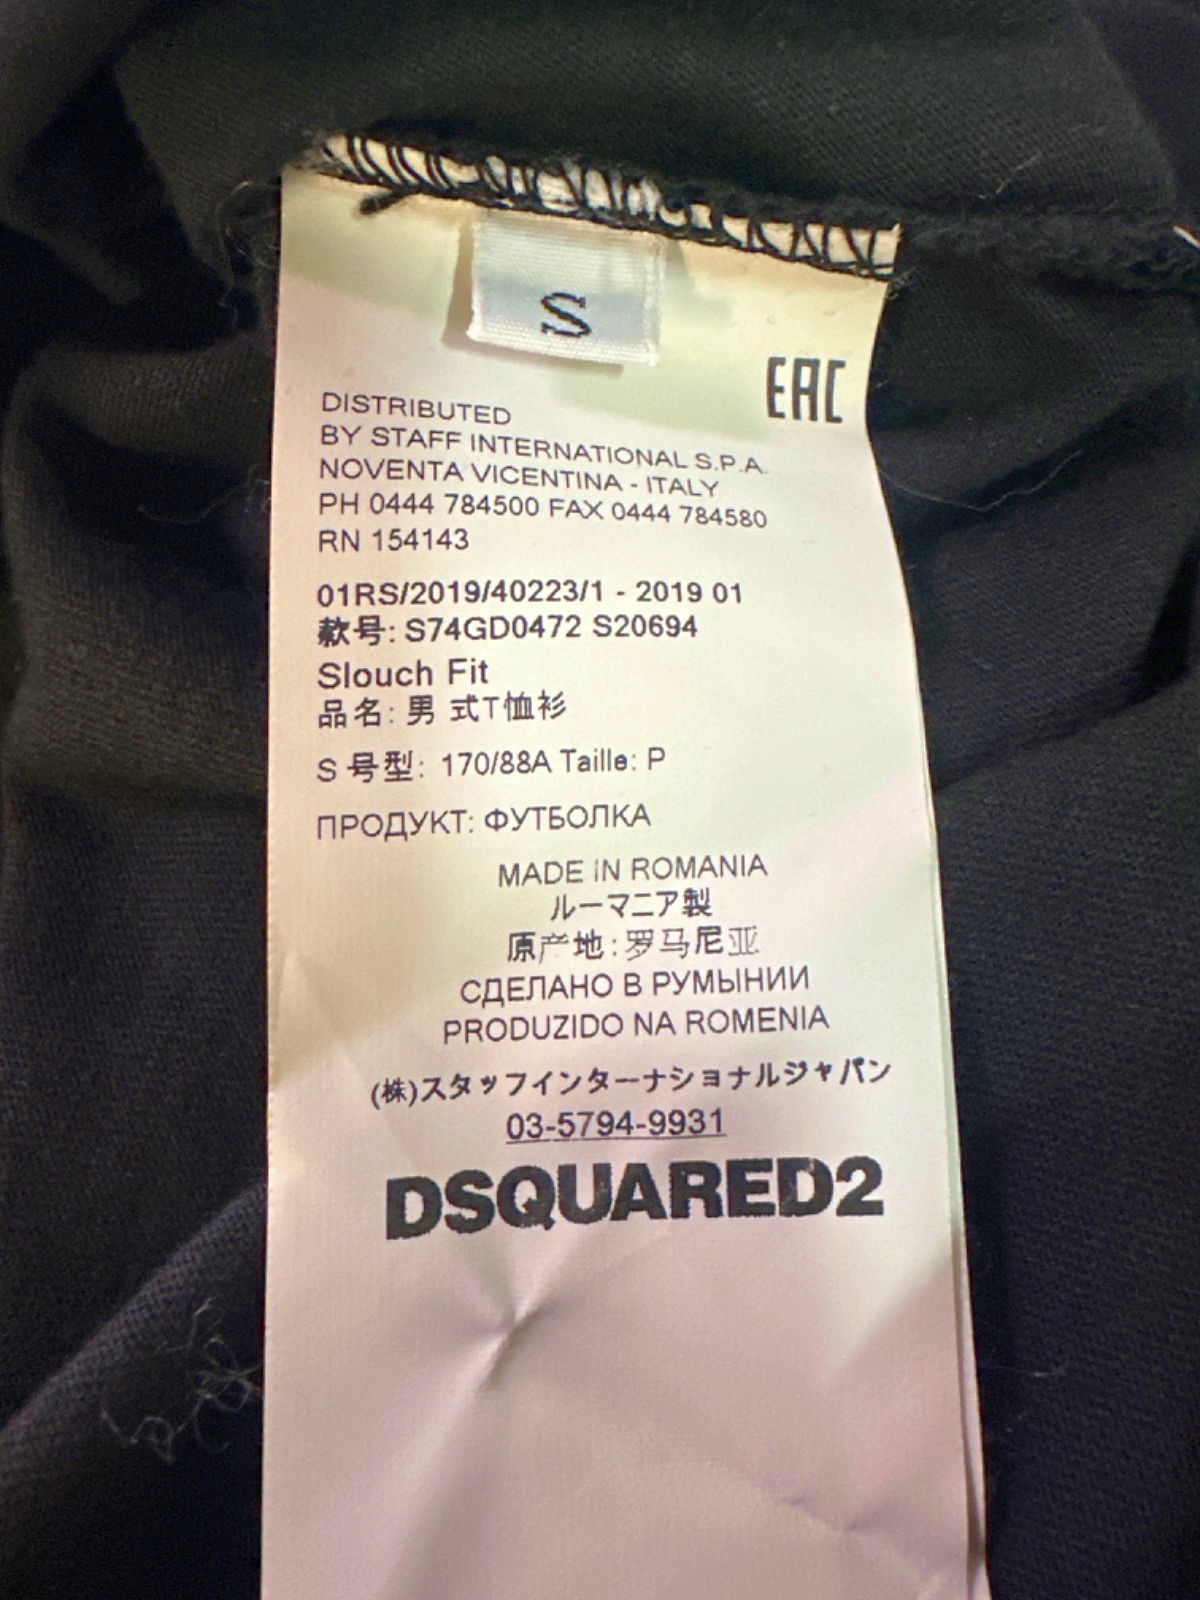 S
EAC
DISTRIBUTED
BY STAFF INTERNATIONAL S.P.A.
NOVENTA VICENTINA - ITALY
PH 0444 784500 FAX 0444 784580
RN 154143
01RS/2019/40223/1 - 2019 01
款号: S74GD0472 S20694
Slouch Fit
品名: 男 式T恤衫
S 号型: 170/88A Taille: P
ПРОДУКТ: ФУТБОЛКА
MADE IN ROMANIA
ルーマニア製
原产地:罗马尼亚
СДЕЛАНО В РУМЫНИИ
PRODUZIDO NA ROMENIA
(株)スタッフインターナショナルジャパン
03-5794-9931
DSQUARED2